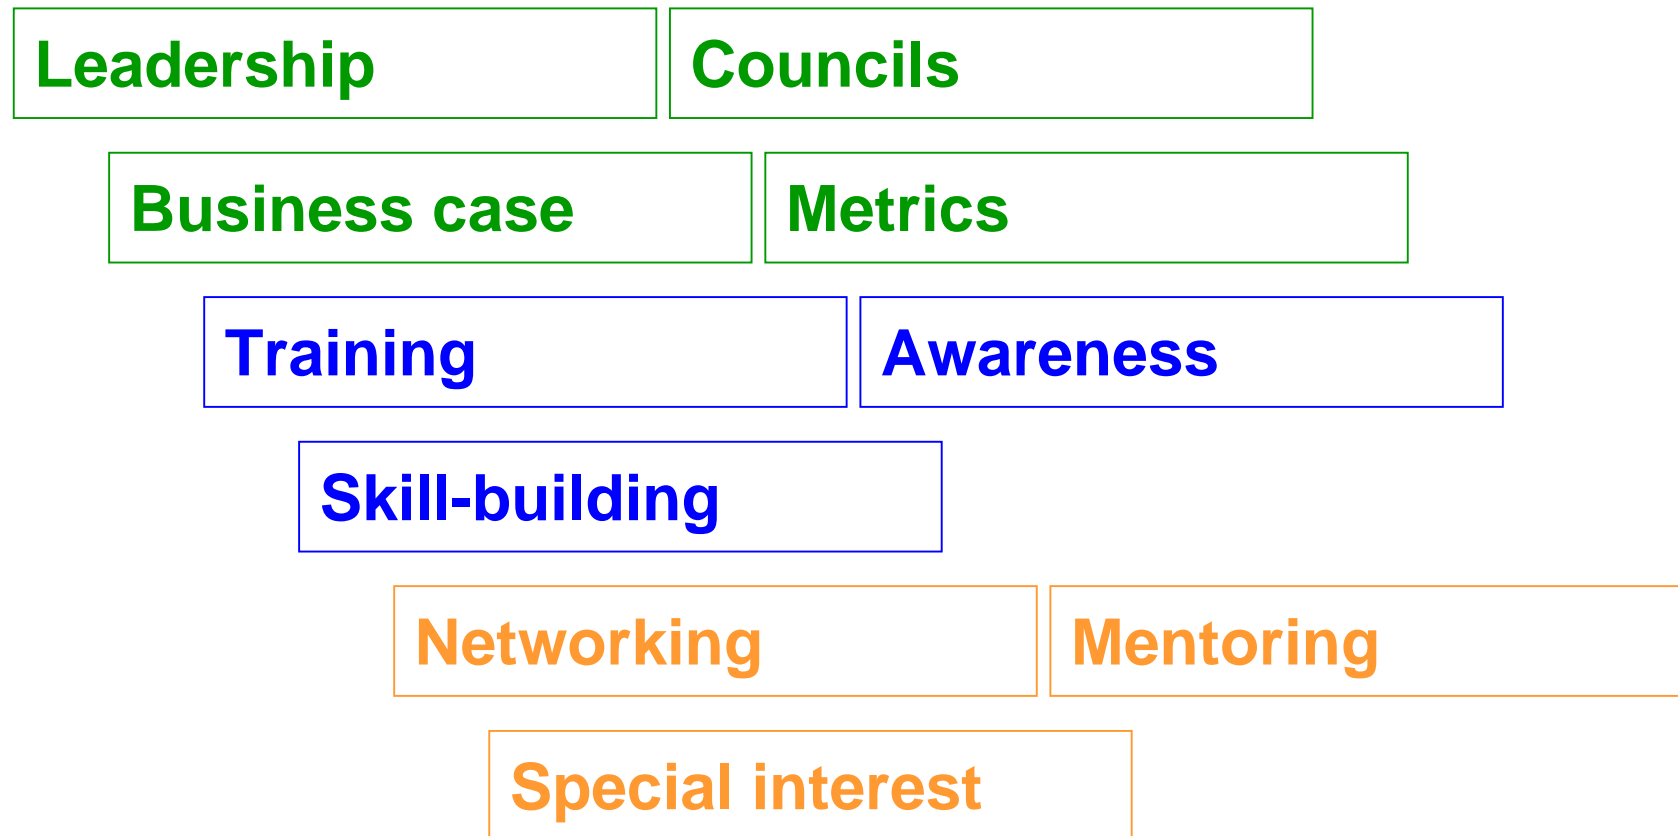 Leadership
Councils
Business case
Metrics
Training
Awareness
Skill-building
Networking
Mentoring
Special interest